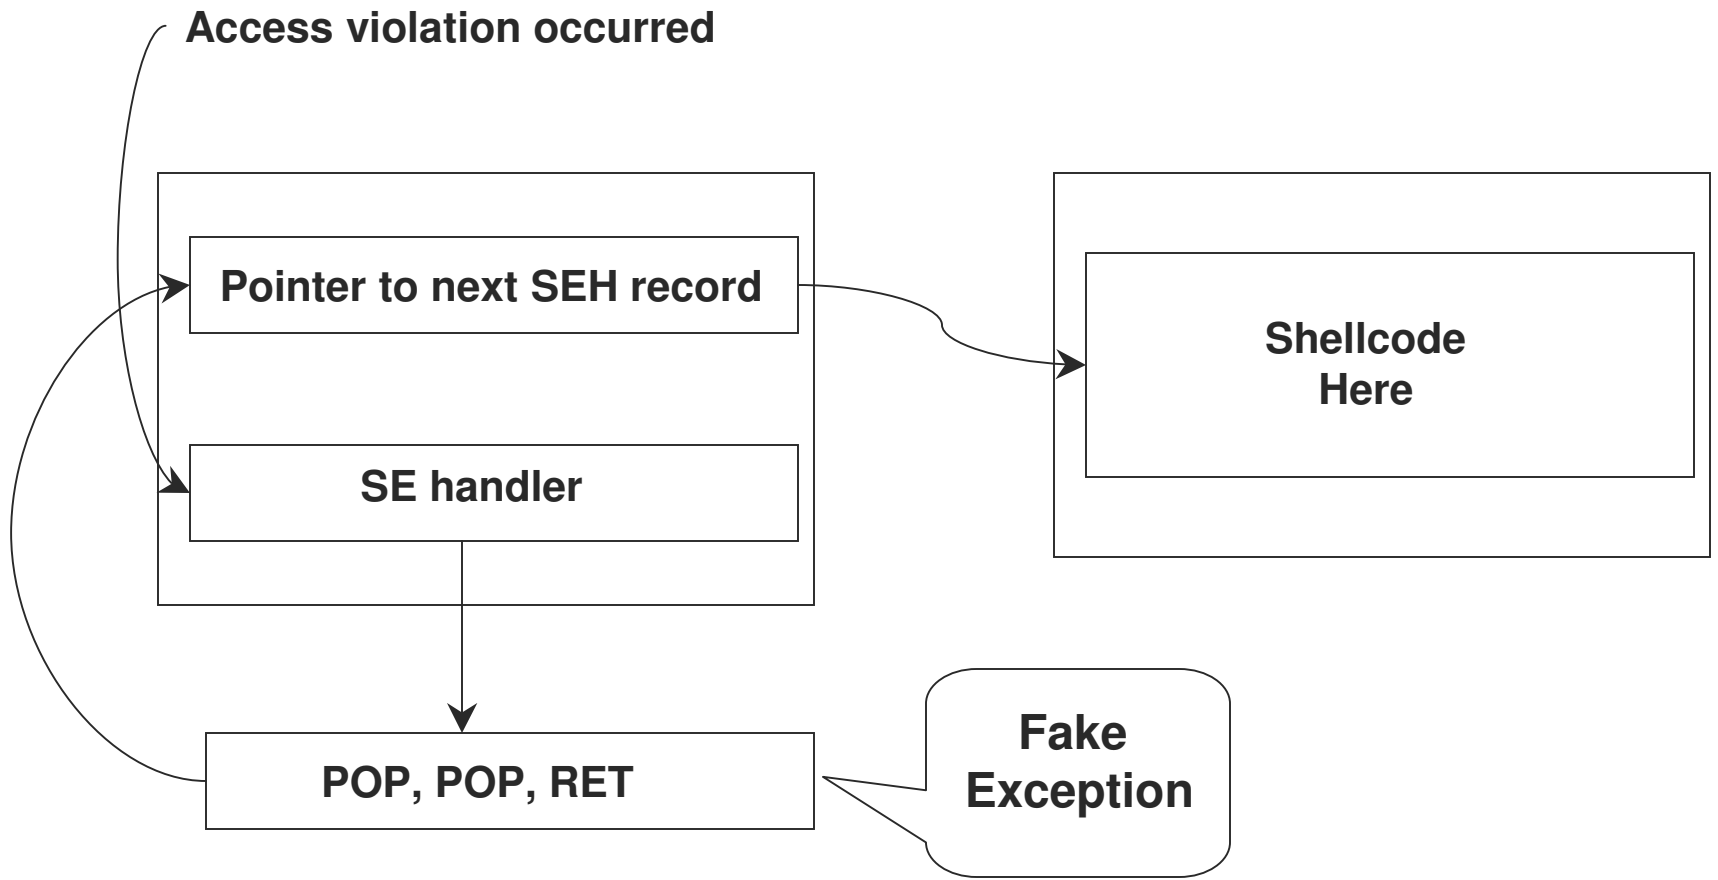 Access violation occurred
Pointer to next SEH record
Shellcode
Here
SE handler
POP, POP, RET
Fake
Exception